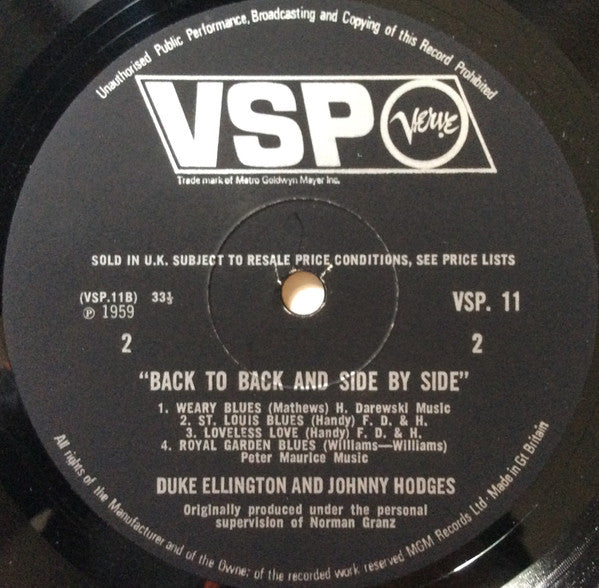 Unauthorised Public Performance, Broadcasting and Copying of this Record Prohibited
VSP Verve
Trade mark of Metro Goldwyn Mayer Inc.
SOLD IN U.K. SUBJECT TO RESALE PRICE CONDITIONS, SEE PRICE LISTS
(VSP.11B) 33⅓ VSP. 11
℗ 1959
2 2
“BACK TO BACK AND SIDE BY SIDE”
1. WEARY BLUES (Mathews) H. Darewski Music
2. ST. LOUIS BLUES (Handy) F. D. & H.
3. LOVELESS LOVE (Handy) F. D. & H.
4. ROYAL GARDEN BLUES (Williams—Williams)
Peter Maurice Music
DUKE ELLINGTON AND JOHNNY HODGES
Originally produced under the personal
supervision of Norman Granz
All rights of the Manufacturer and of the Owner of the recorded work reserved MGM Records Ltd · Made in Gt Britain